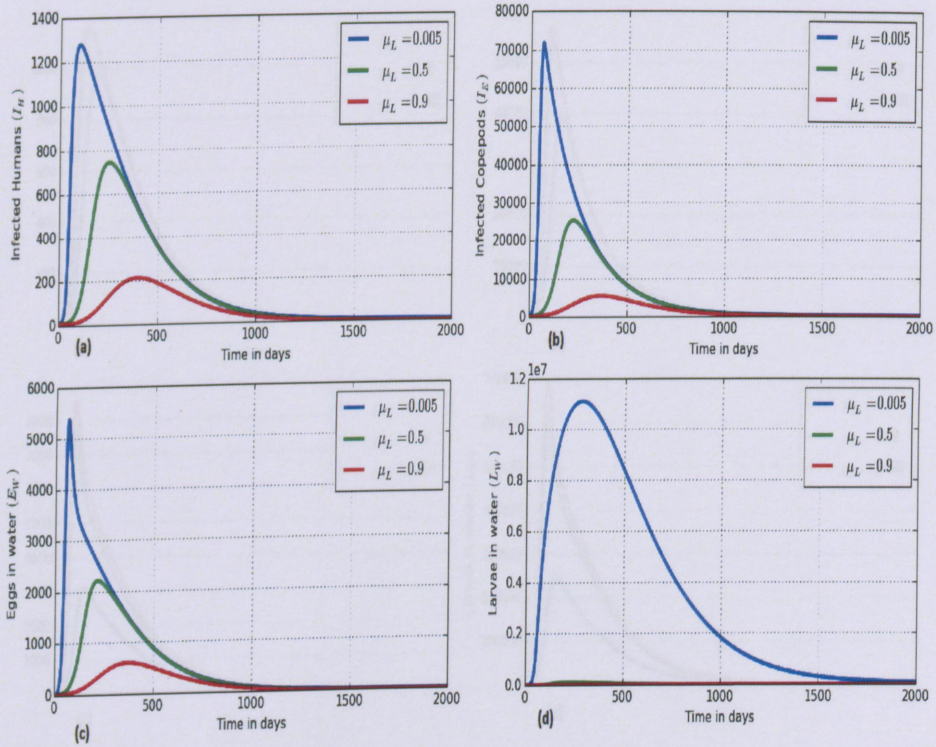 1400
1200
1000
800
600
400
200
0
Infected Humans (I_H)
μ_L = 0.005
μ_L = 0.5
μ_L = 0.9
0 500 1000 1500 2000
Time in days
(a)
80000
70000
60000
50000
40000
30000
20000
10000
0
Infected Copepods (I_E)
μ_L = 0.005
μ_L = 0.5
μ_L = 0.9
0 500 1000 1500 2000
Time in days
(b)
6000
5000
4000
3000
2000
1000
0
Eggs in water (E_W)
μ_L = 0.005
μ_L = 0.5
μ_L = 0.9
0 500 1000 1500 2000
Time in days
(c)
1e7
1.2
1.0
0.8
0.6
0.4
0.2
0.0
Larvae in water (L_W)
μ_L = 0.005
μ_L = 0.5
μ_L = 0.9
0 500 1000 1500 2000
Time in days
(d)